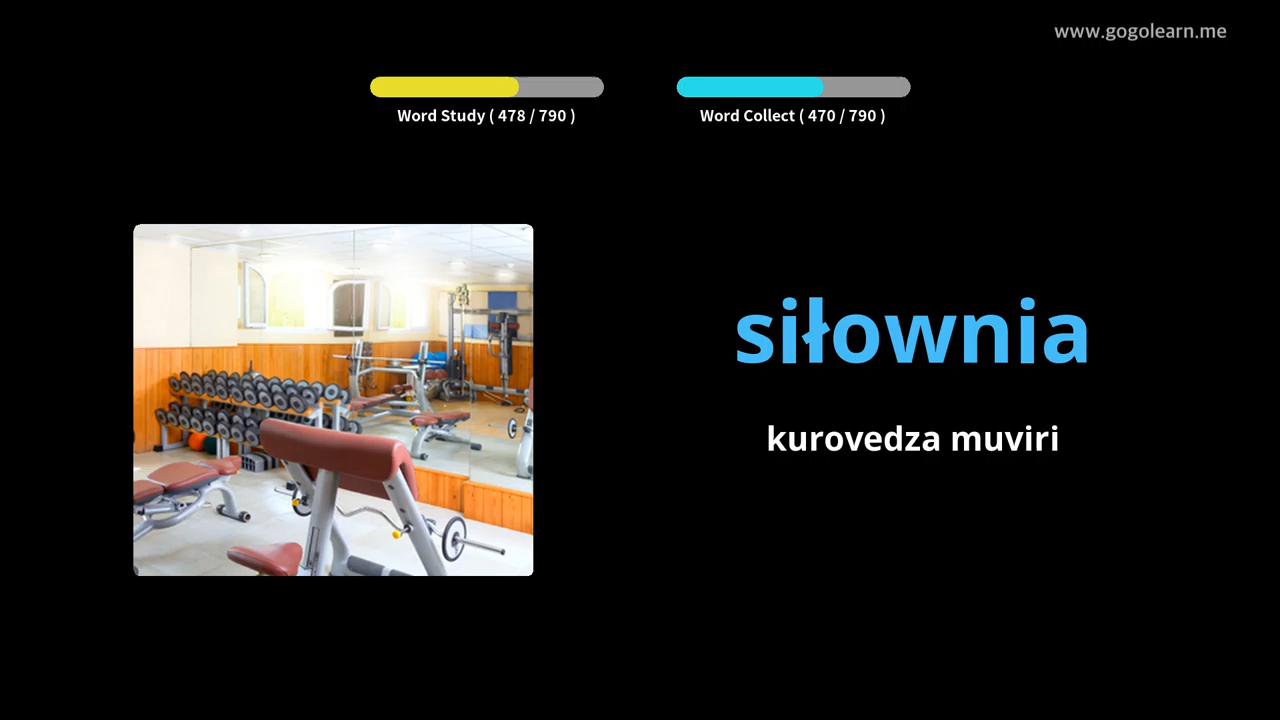 www.gogolearn.me
Word Study ( 478 / 790 )
Word Collect ( 470 / 790 )
siłownia
kurovedza muviri